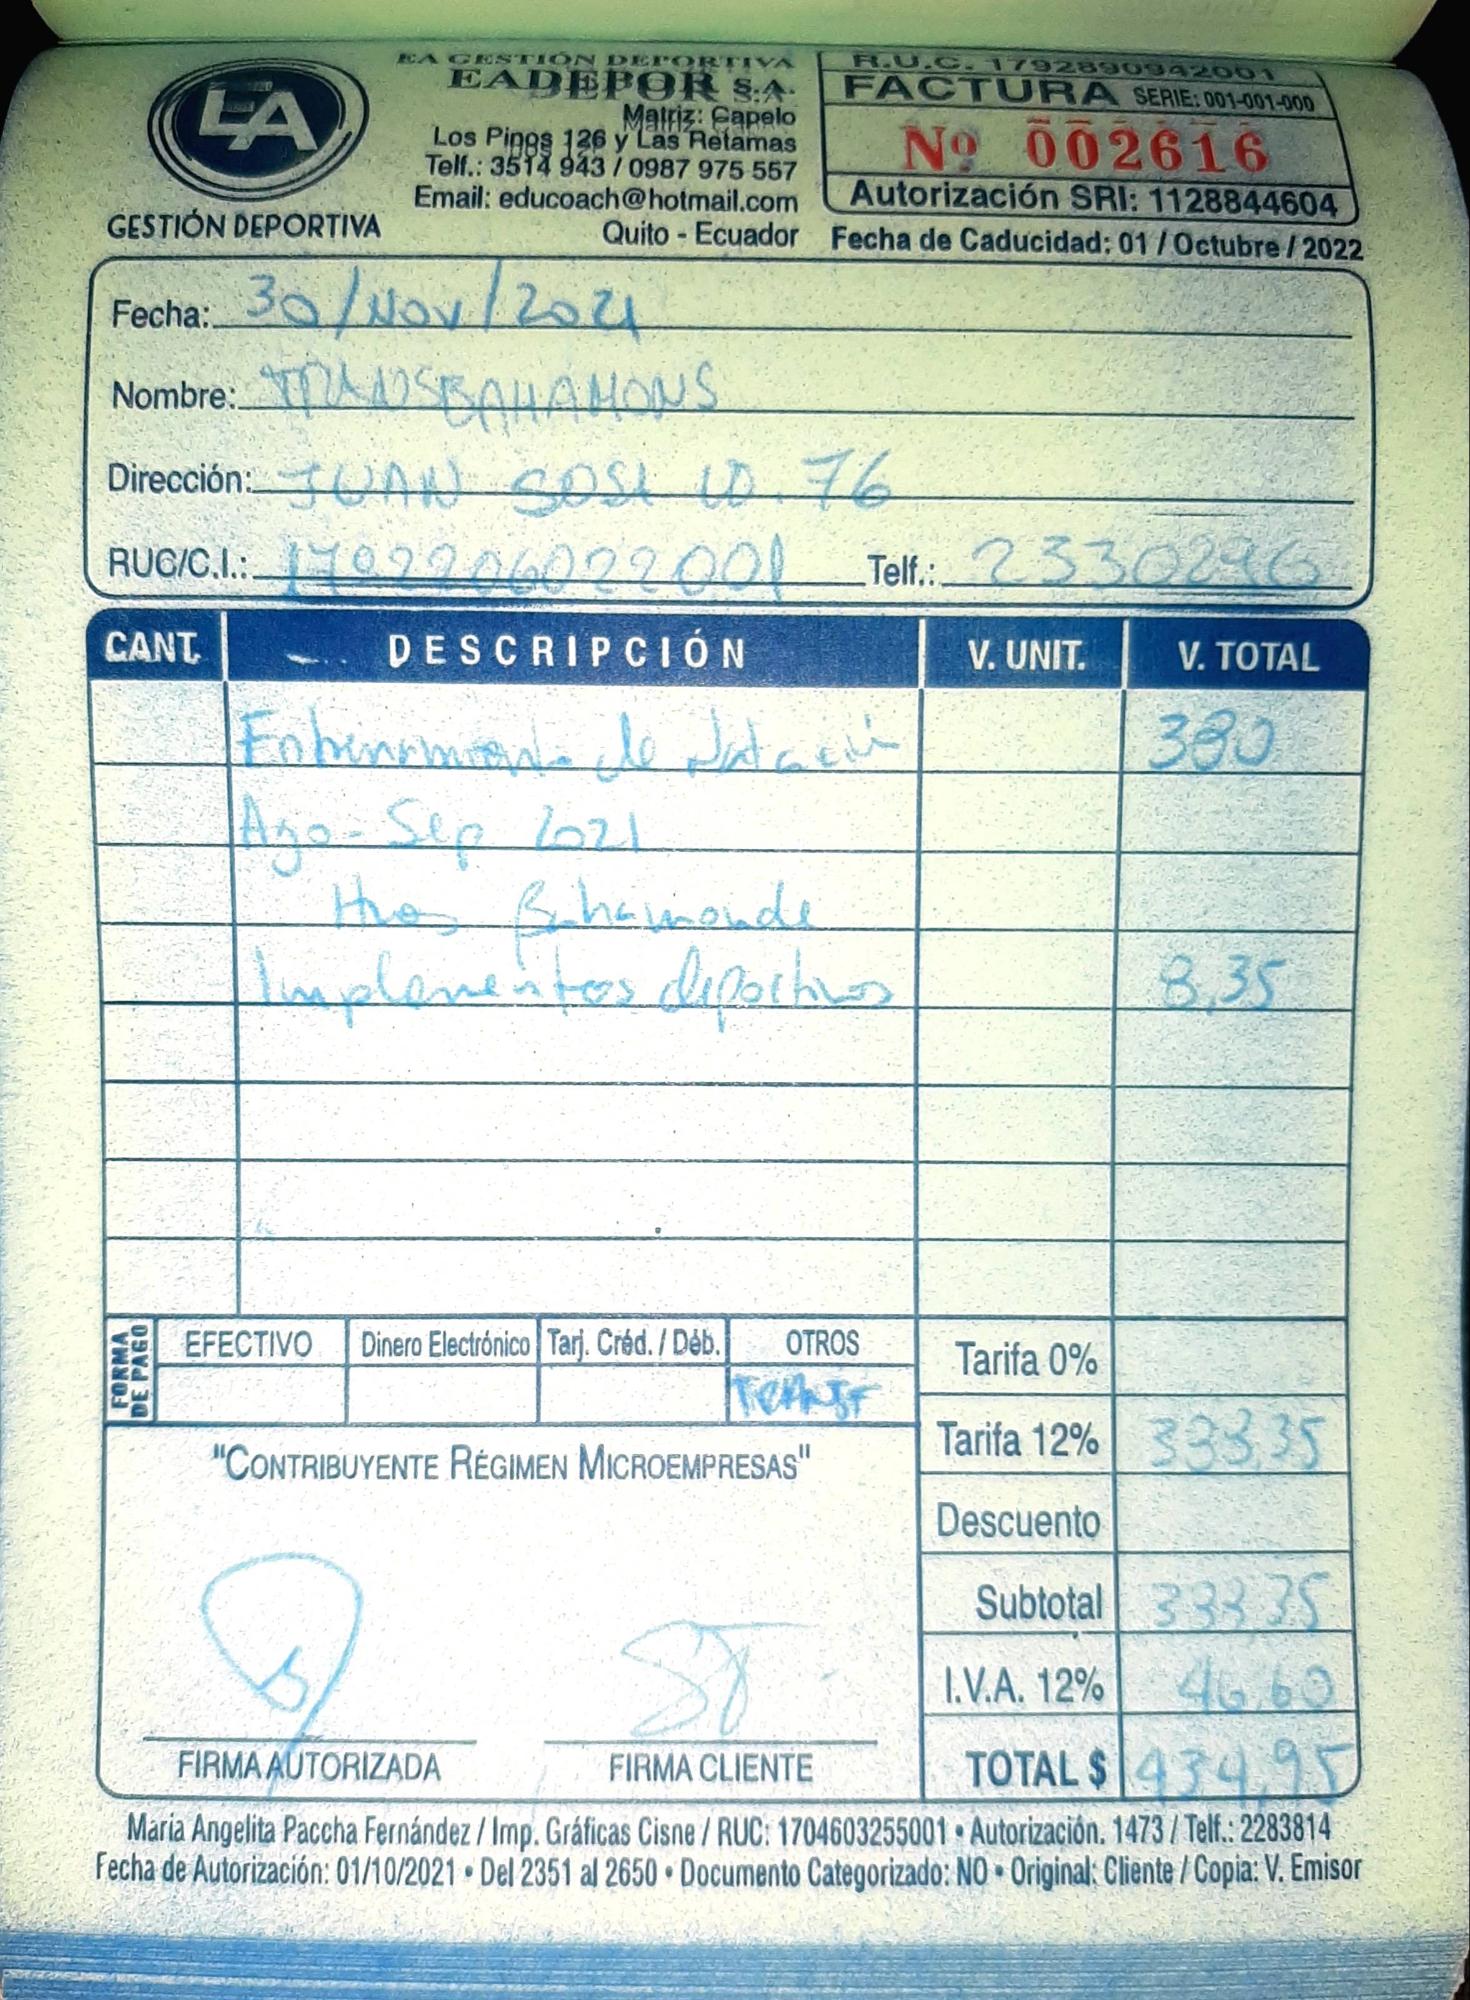 EA
GESTIÓN DEPORTIVA
EA GESTIÓN DEPORTIVA
EADEPOR S.A.
Matriz: Capelo
Los Pinos 126 y Las Retamas
Telf.: 3514 943 / 0987 975 557
Email: educoach@hotmail.com
Quito - Ecuador
R.U.C. 1792890942001
FACTURA SERIE: 001-001-000
Nº 002616
Autorización SRI: 1128844604
Fecha de Caducidad: 01 / Octubre / 2022
Fecha: 30/Nov/2021
Nombre: TRANSBAHAMONS
Dirección: JUAN 76
RUC/C.I.: 1792206022001 Telf.: 2330296
CANT. DESCRIPCIÓN V. UNIT. V. TOTAL
Entrenamiento de Natación 380
Ago - Sep 2021
Hnos Bahamonde
Implementos deportivos 8,35
FORMA DE PAGO
EFECTIVO Dinero Electrónico Tarj. Créd. / Déb. OTROS
TRANSF
Tarifa 0%
Tarifa 12% 388,35
Descuento
Subtotal 388,35
I.V.A. 12% 46,60
TOTAL $ 434,95
"CONTRIBUYENTE RÉGIMEN MICROEMPRESAS"
FIRMA AUTORIZADA FIRMA CLIENTE
María Angelita Paccha Fernández / Imp. Gráficas Cisne / RUC: 1704603255001 • Autorización. 1473 / Telf.: 2283814
Fecha de Autorización: 01/10/2021 • Del 2351 al 2650 • Documento Categorizado: NO • Original: Cliente / Copia: V. Emisor